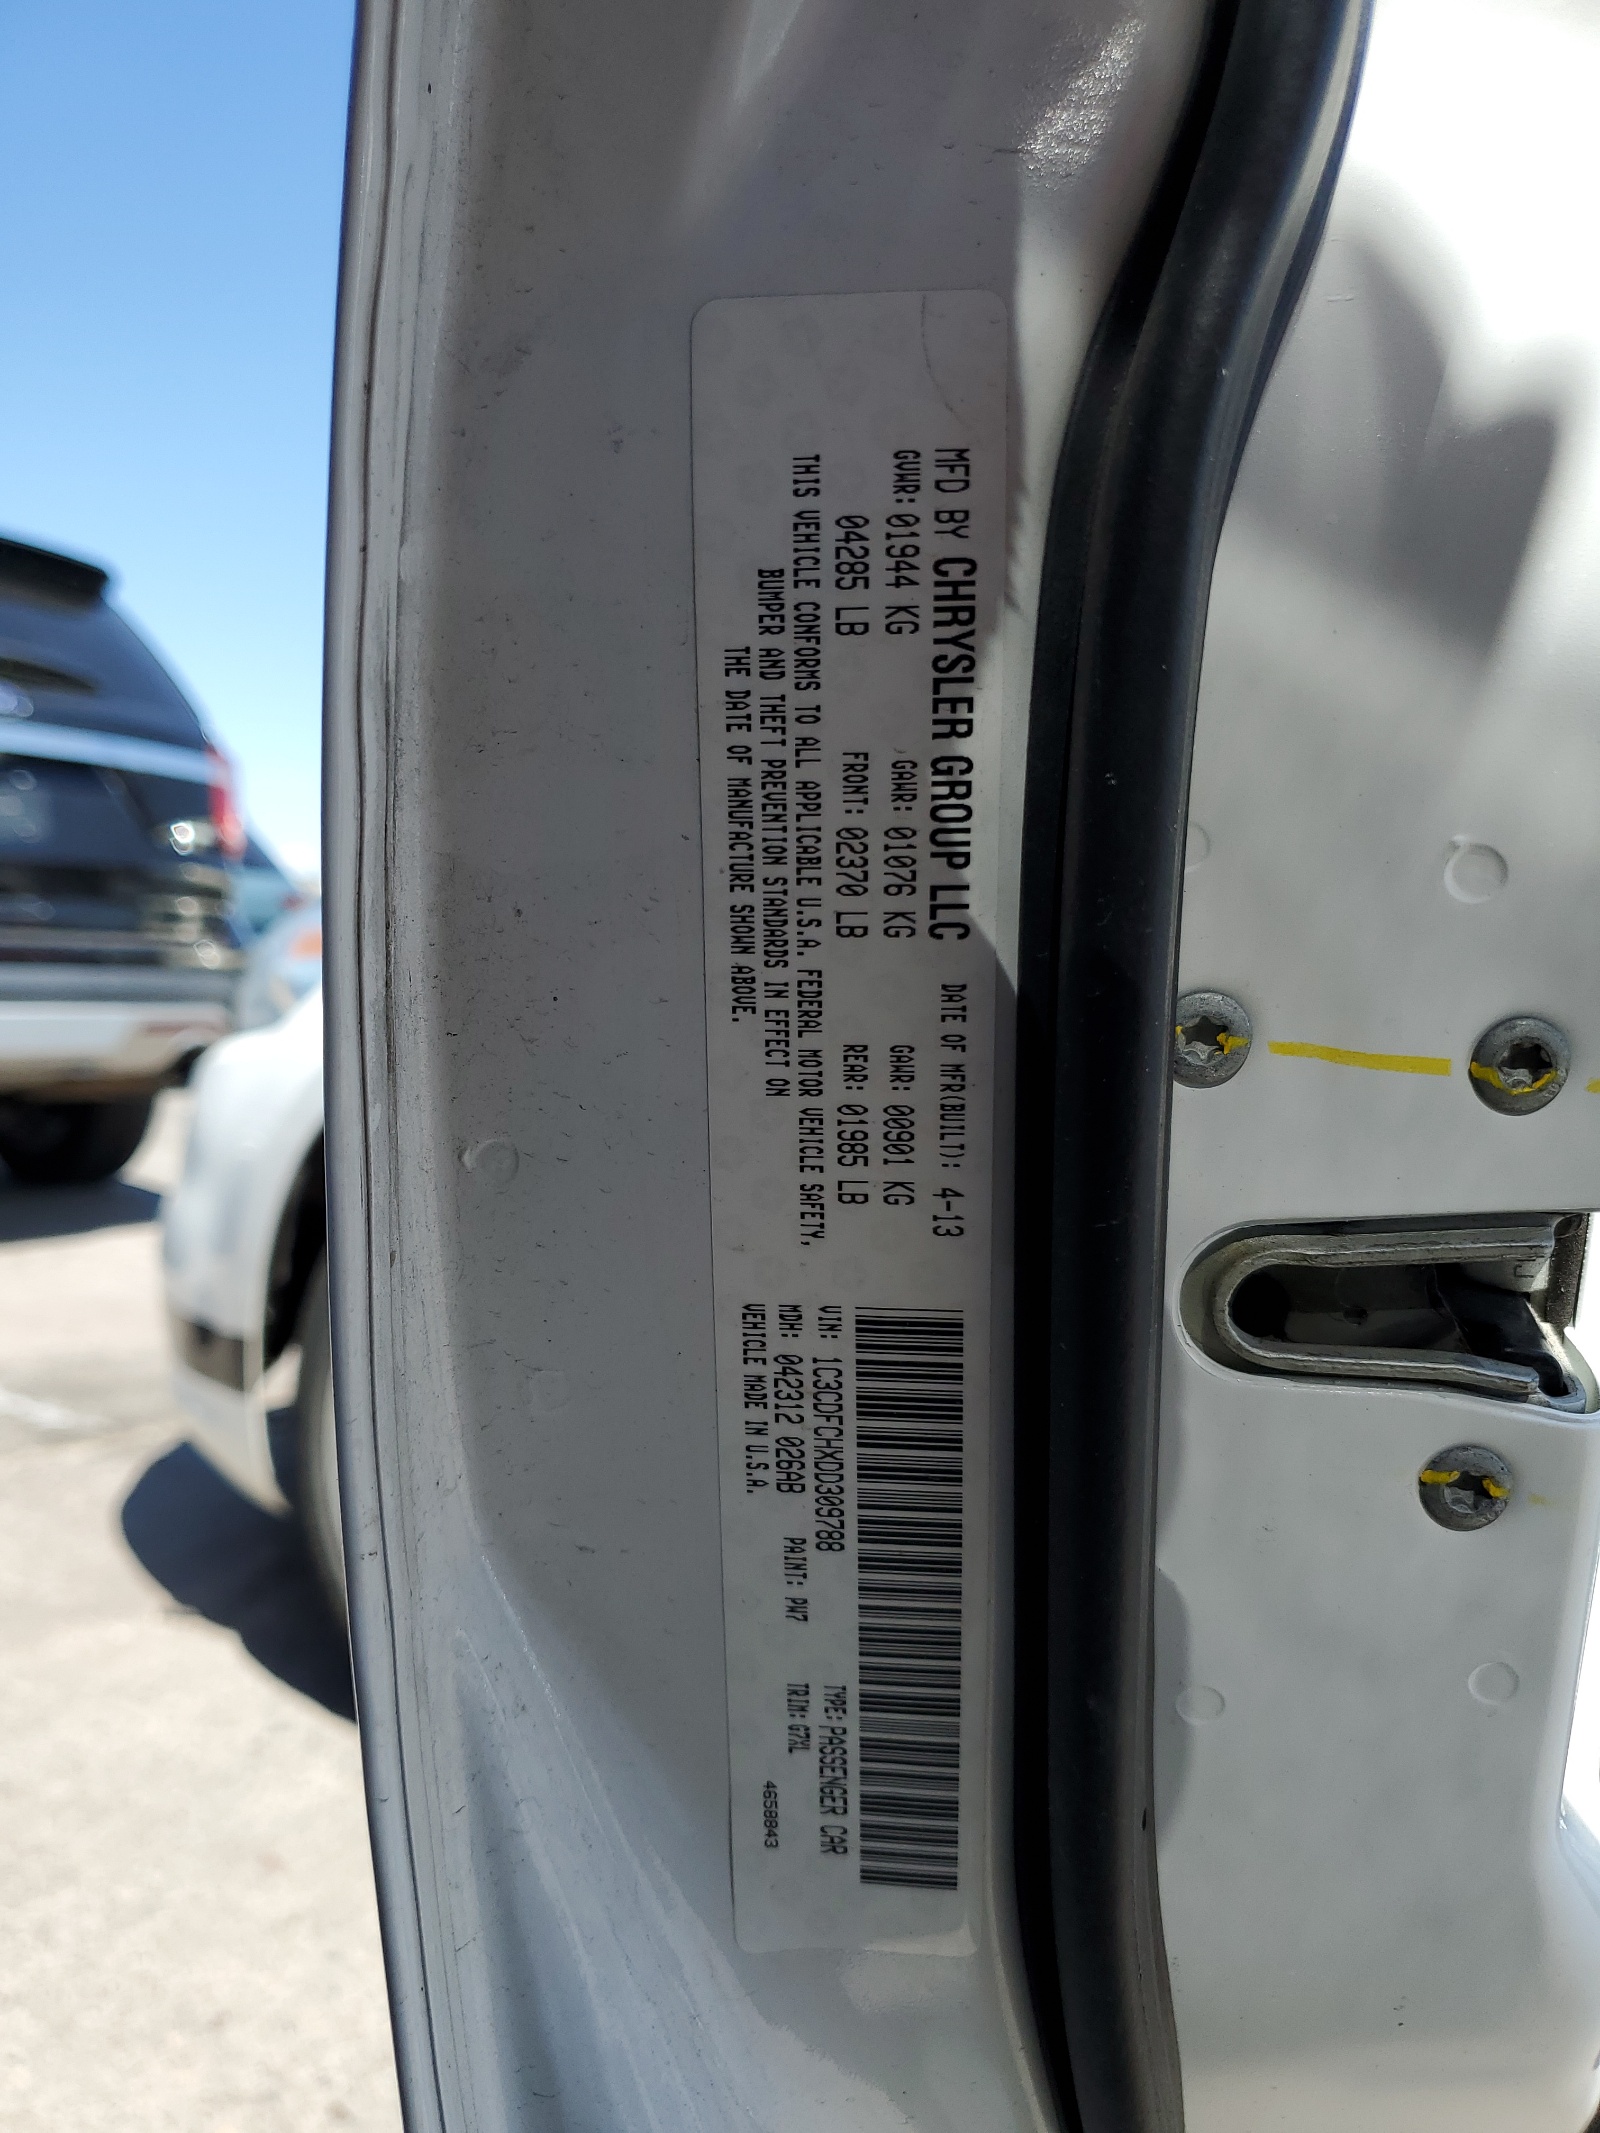 MFD BY CHRYSLER GROUP LLC DATE OF MFR(BUILT): 4-13
GVWR: 01944 KG GAWR: 01076 KG GAWR: 00901 KG
04285 LB FRONT: 02370 LB REAR: 01985 LB
THIS VEHICLE CONFORMS TO ALL APPLICABLE U.S.A. FEDERAL MOTOR VEHICLE SAFETY,
BUMPER AND THEFT PREVENTION STANDARDS IN EFFECT ON
THE DATE OF MANUFACTURE SHOWN ABOVE.
VIN: 1C3CDFCHXDD309788 TYPE: PASSENGER CAR
MDH: 042312 026AB PAINT: PW7 TRIM: G7XL
VEHICLE MADE IN U.S.A. 4658843